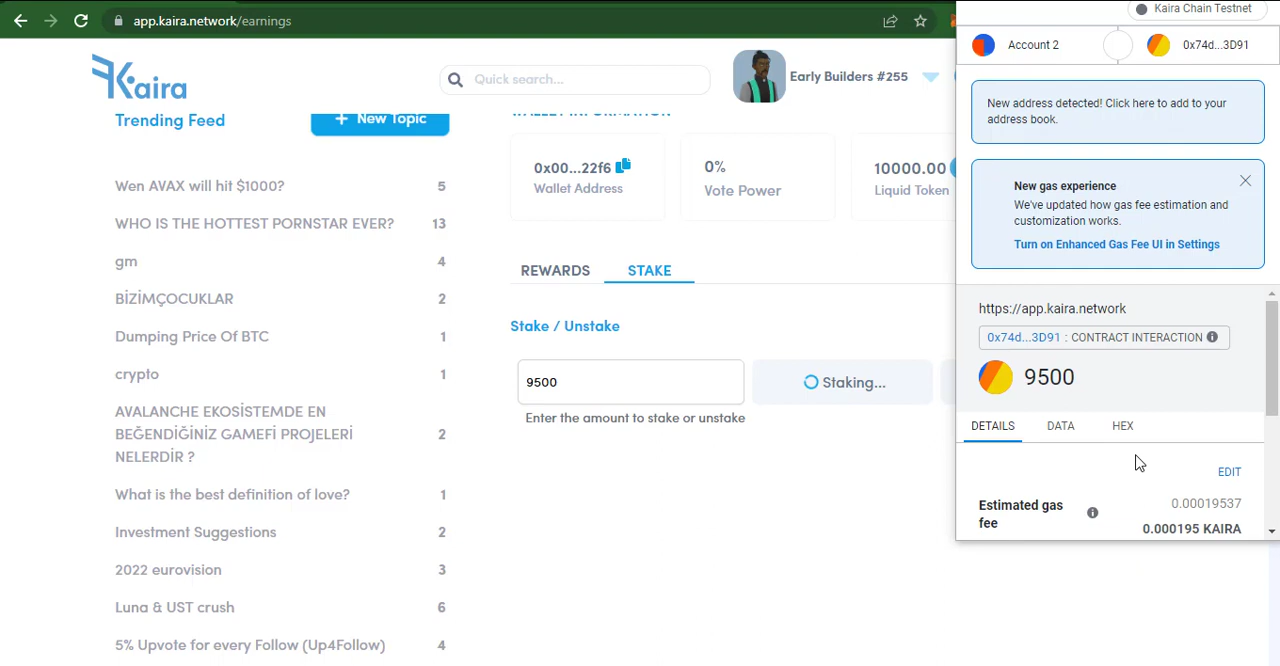 app.kaira.network/earnings
Kaira
Quick search...
Early Builders #255
Trending Feed
+ New Topic
Wen AVAX will hit $1000? 5
WHO IS THE HOTTEST PORNSTAR EVER? 13
gm 4
BİZİMÇOCUKLAR 2
Dumping Price Of BTC 1
crypto 1
AVALANCHE EKOSİSTEMDE EN
BEĞENDİĞİNİZ GAMEFİ PROJELERİ 2
NELERDİR ?
What is the best definition of love? 1
Investment Suggestions 2
2022 eurovision 3
Luna & UST crush 6
5% Upvote for every Follow (Up4Follow) 4
WALLET INFORMATION
0x00...22f6
Wallet Address
0%
Vote Power
10000.00
Liquid Token
REWARDS STAKE
Stake / Unstake
9500
Staking...
Enter the amount to stake or unstake
Kaira Chain Testnet
Account 2 0x74d...3D91
New address detected! Click here to add to your
address book.
New gas experience
We've updated how gas fee estimation and
customization works.
Turn on Enhanced Gas Fee UI in Settings
https://app.kaira.network
0x74d...3D91 : CONTRACT INTERACTION
9500
DETAILS DATA HEX
EDIT
Estimated gas
fee
0.00019537
0.000195 KAIRA